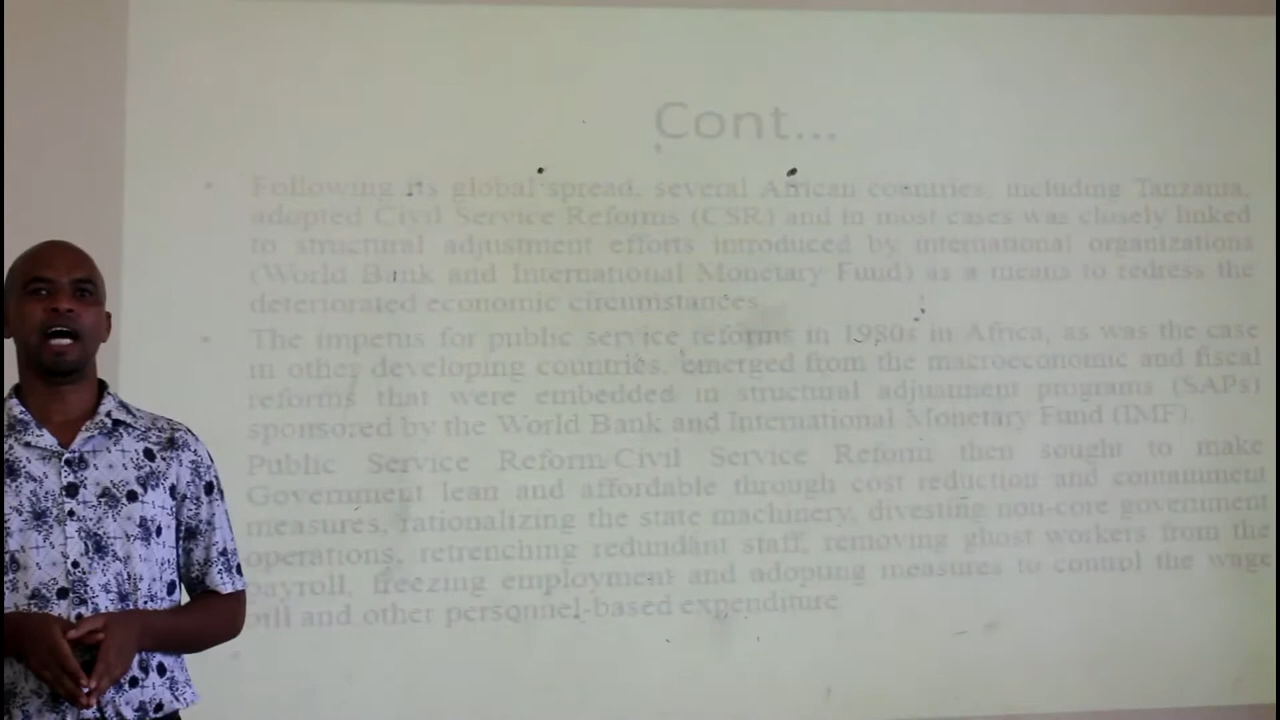 Cont...
• Following its global spread, several African countries, including Tanzania,
adopted Civil Service Reforms (CSR) and in most cases was closely linked
to structural adjustment efforts introduced by international organizations
(World Bank and International Monetary Fund) as a means to redress the
deteriorated economic circumstances
• The impetus for public service reforms in 1980s in Africa, as was the case
in other developing countries, emerged from the macroeconomic and fiscal
reforms that were embedded in structural adjustment programs (SAPs)
sponsored by the World Bank and International Monetary Fund (IMF).
Public Service Reform/Civil Service Reform then sought to make
Government lean and affordable through cost reduction and containment
measures, rationalizing the state machinery, divesting non-core government
operations, retrenching redundant staff, removing ghost workers from the
payroll, freezing employment and adopting measures to control the wage
bill and other personnel-based expenditure